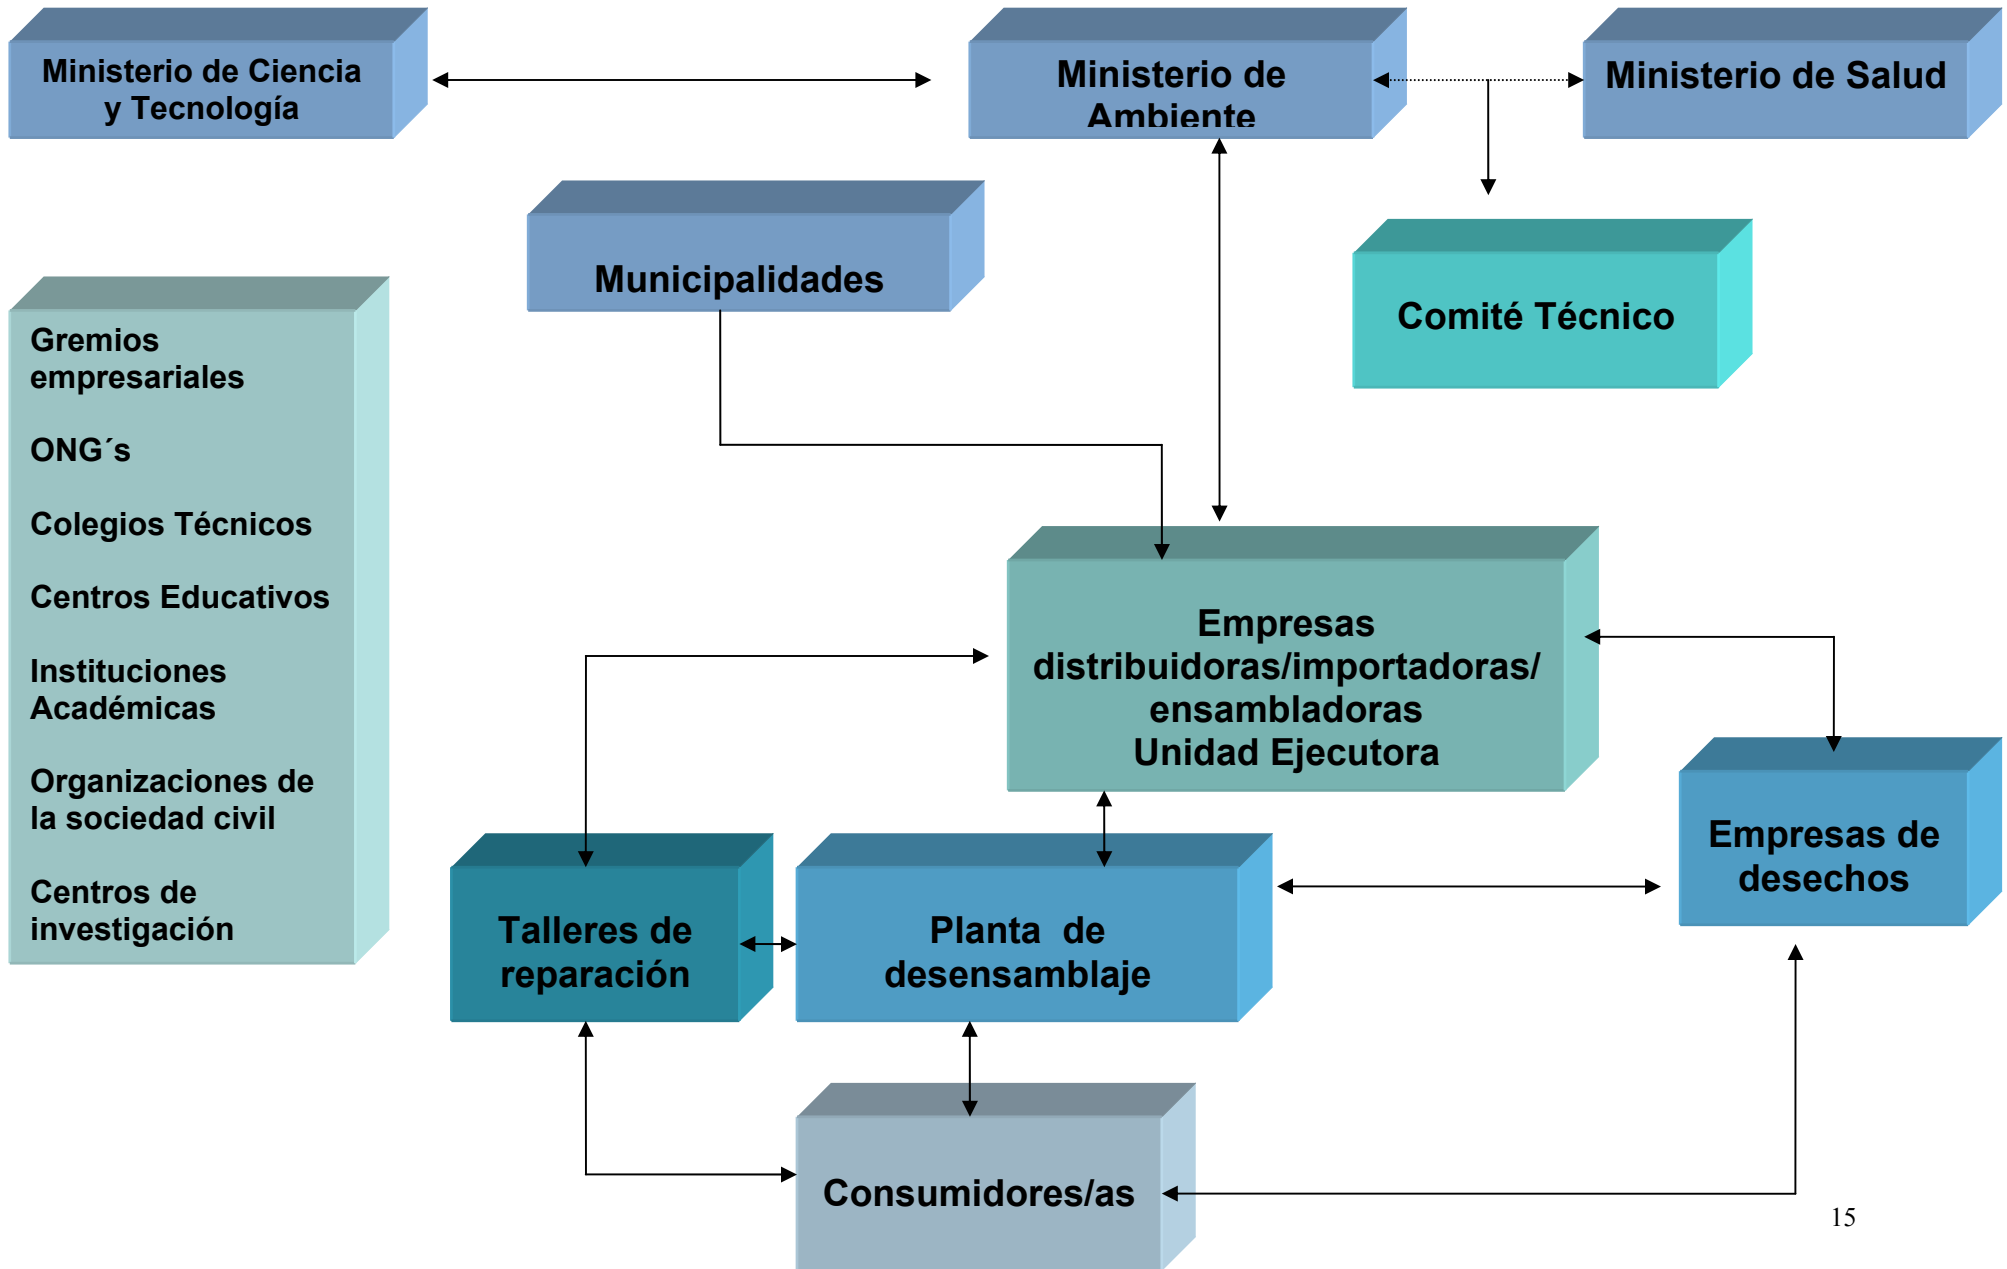 Ministerio de Ciencia
y Tecnología
Ministerio de
Ambiente
Ministerio de Salud
Municipalidades
Comité Técnico
Gremios
empresariales
ONG´s
Colegios Técnicos
Centros Educativos
Instituciones
Académicas
Organizaciones de
la sociedad civil
Centros de
investigación
Empresas
distribuidoras/importadoras/
ensambladoras
Unidad Ejecutora
Empresas de
desechos
Talleres de
reparación
Planta de
desensamblaje
Consumidores/as
15